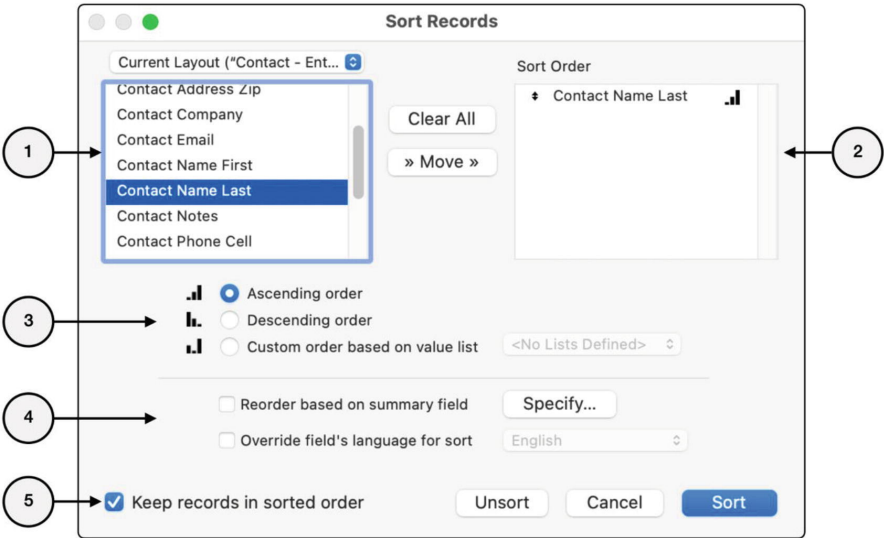 Sort Records
Current Layout ("Contact - Ent...
Sort Order
Contact Address Zip
Contact Company
Contact Email
Contact Name First
Contact Name Last
Contact Notes
Contact Phone Cell
Clear All
» Move »
Contact Name Last
1
2
Ascending order
Descending order
Custom order based on value list
<No Lists Defined>
3
Reorder based on summary field
Specify...
Override field's language for sort
English
4
5
Keep records in sorted order
Unsort
Cancel
Sort